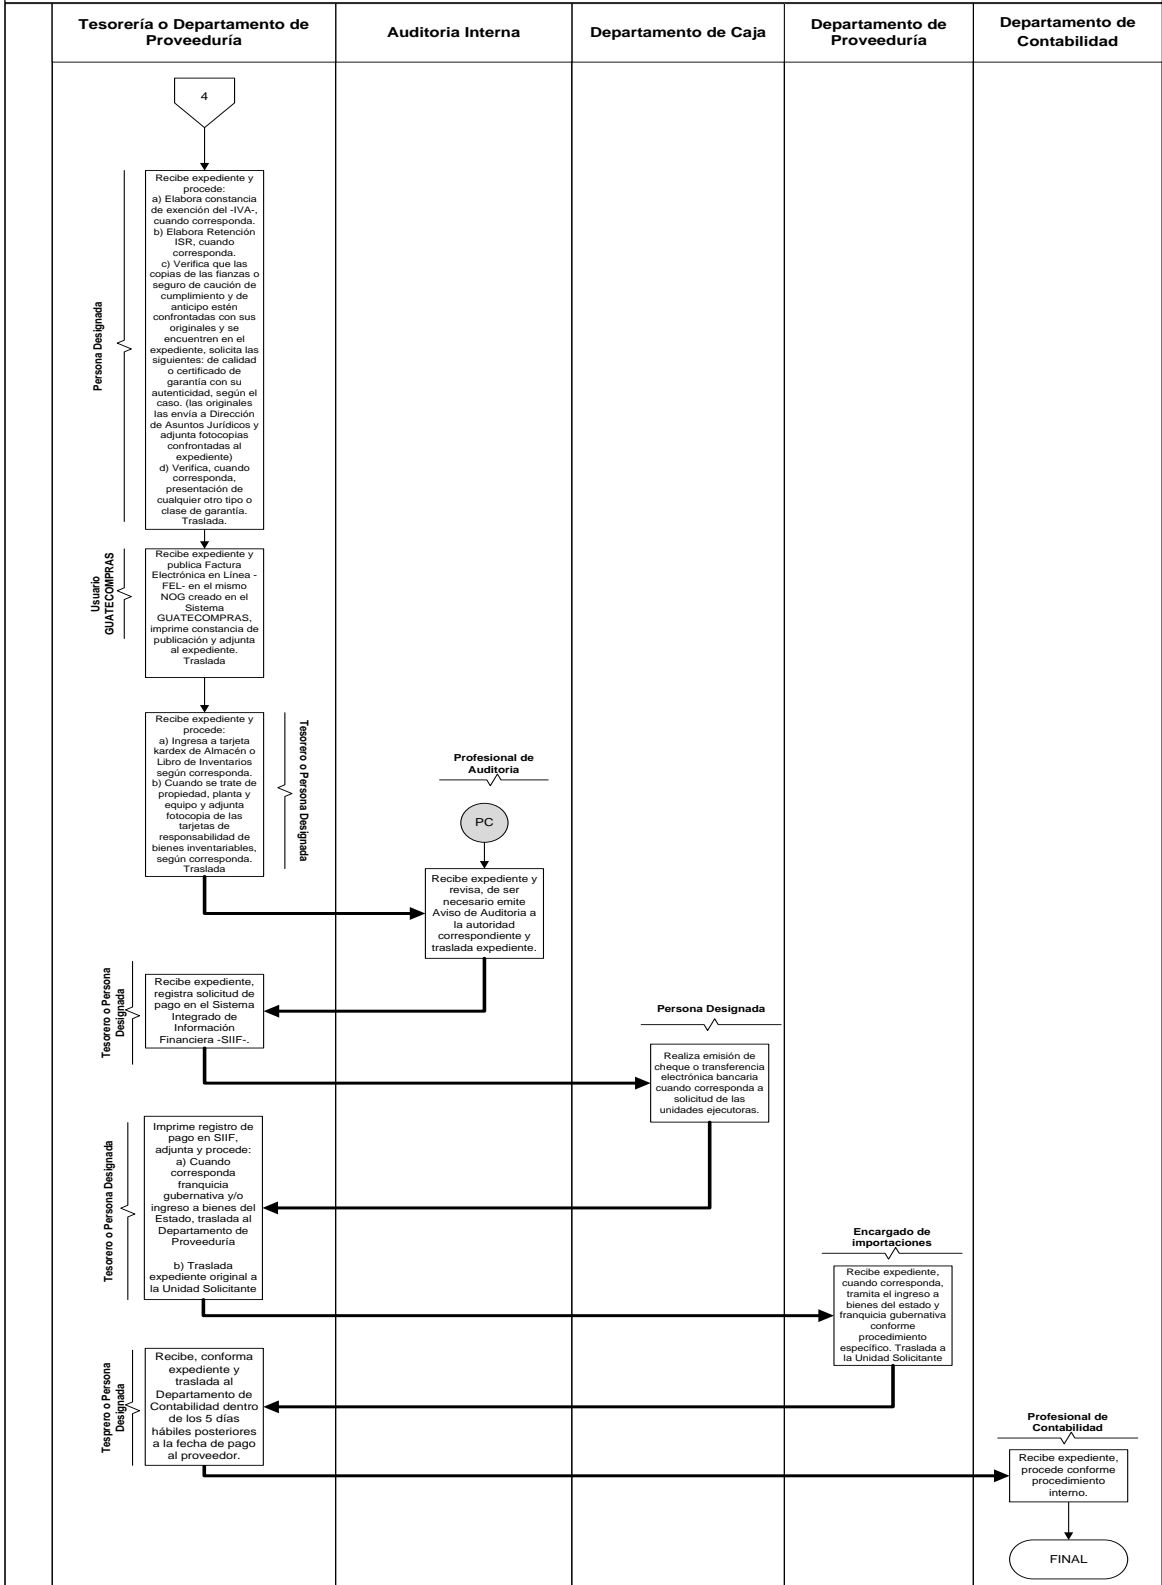 Tesorería o Departamento de
Proveeduría
Auditoria Interna
Departamento de Caja
Departamento de
Proveeduría
Departamento de
Contabilidad
4
Persona Designada
Recibe expediente y
procede:
a) Elabora constancia
de exención del -IVA-,
cuando corresponda.
b) Elabora Retención
ISR, cuando
corresponda.
c) Verifica que las
copias de las fianzas o
seguro de caución de
cumplimiento y de
anticipo estén
confrontadas con sus
originales y se
encuentren en el
expediente, solicita las
siguientes: de calidad
o certificado de
garantía con su
autenticidad, según el
caso. (las originales
las envía a Dirección
de Asuntos Jurídicos y
adjunta fotocopias
confrontadas al
expediente)
d) Verifica, cuando
corresponda,
presentación de
cualquier otro tipo o
clase de garantía.
Traslada.
Usuario
GUATECOMPRAS
Recibe expediente y
publica Factura
Electrónica en Línea -
FEL- en el mismo
NOG creado en el
Sistema
GUATECOMPRAS,
imprime constancia de
publicación y adjunta
al expediente.
Traslada
Recibe expediente y
procede:
a) Ingresa a tarjeta
kardex de Almacén o
Libro de Inventarios
según corresponda.
b) Cuando se trate de
propiedad, planta y
equipo y adjunta
fotocopia de las
tarjetas de
responsabilidad de
bienes inventariables,
según corresponda.
Traslada
Tesorero o Persona Designada
Profesional de
Auditoria
PC
Recibe expediente y
revisa, de ser
necesario emite
Aviso de Auditoria a
la autoridad
correspondiente y
traslada expediente.
Tesorero o Persona
Designada
Recibe expediente,
registra solicitud de
pago en el Sistema
Integrado de
Información
Financiera -SIIF-.
Persona Designada
Realiza emisión de
cheque o transferencia
electrónica bancaria
cuando corresponda a
solicitud de las
unidades ejecutoras.
Tesorero o Persona Designada
Imprime registro de
pago en SIIF,
adjunta y procede:
a) Cuando
corresponda
franquicia
gubernativa y/o
ingreso a bienes del
Estado, traslada al
Departamento de
Proveeduría
b) Traslada
expediente original a
la Unidad Solicitante
Encargado de
importaciones
Recibe expediente,
cuando corresponda,
tramita el ingreso a
bienes del estado y
franquicia gubernativa
conforme
procedimiento
específico. Traslada a
la Unidad Solicitante
Tesprero o Persona
Designada
Recibe, conforma
expediente y
traslada al
Departamento de
Contabilidad dentro
de los 5 días
hábiles posteriores
a la fecha de pago
al proveedor.
Profesional de
Contabilidad
Recibe expediente,
procede conforme
procedimiento
interno.
FINAL